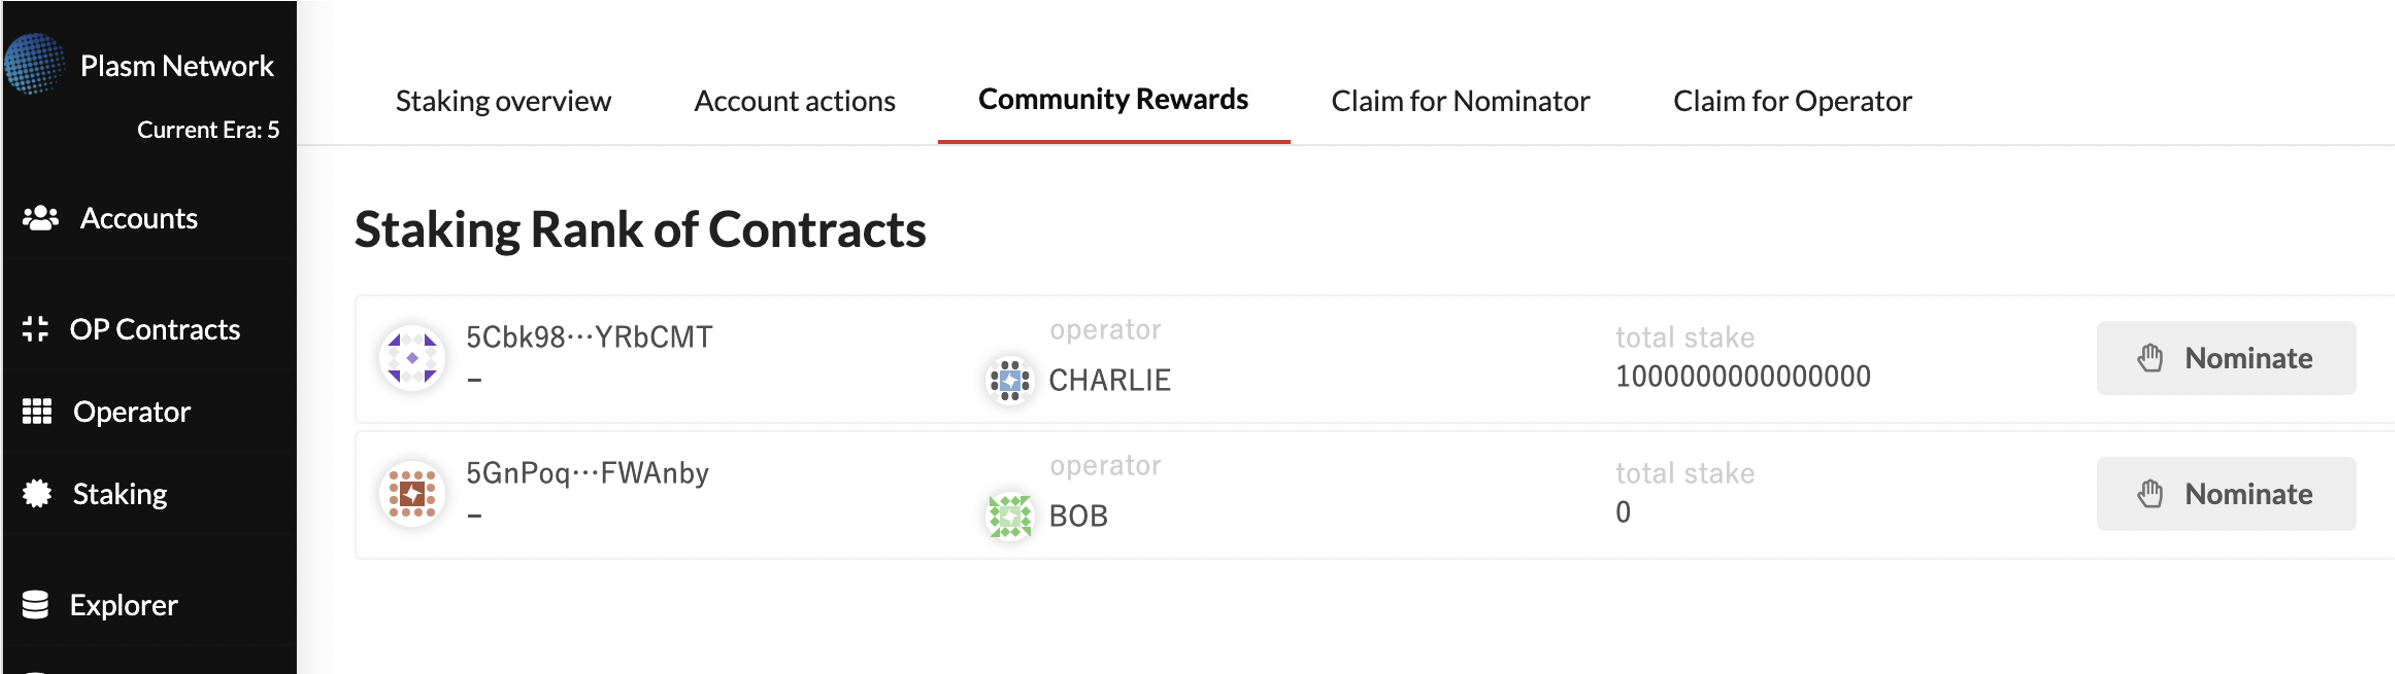 Plasm Network
Current Era: 5
Accounts
OP Contracts
Operator
Staking
Explorer
Staking overview
Account actions
Community Rewards
Claim for Nominator
Claim for Operator
Staking Rank of Contracts
5Cbk98···YRbCMT
–
operator
CHARLIE
total stake
1000000000000000
Nominate
5GnPoq···FWAnby
–
operator
BOB
total stake
0
Nominate